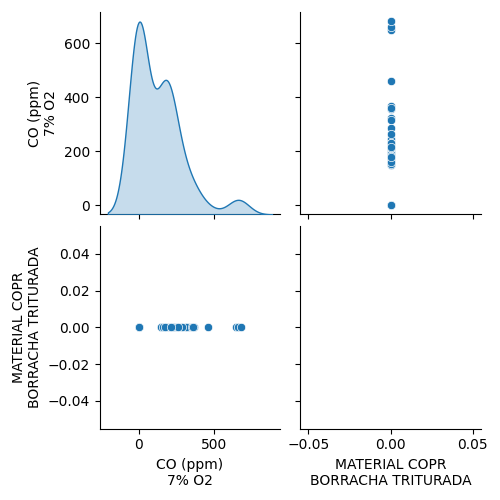 600
400
200
0
CO (ppm)
7% O2
0.04
0.02
0.00
−0.02
−0.04
MATERIAL COPR
BORRACHA TRITURADA
0
500
CO (ppm)
7% O2
−0.05
0.00
0.05
MATERIAL COPR
BORRACHA TRITURADA